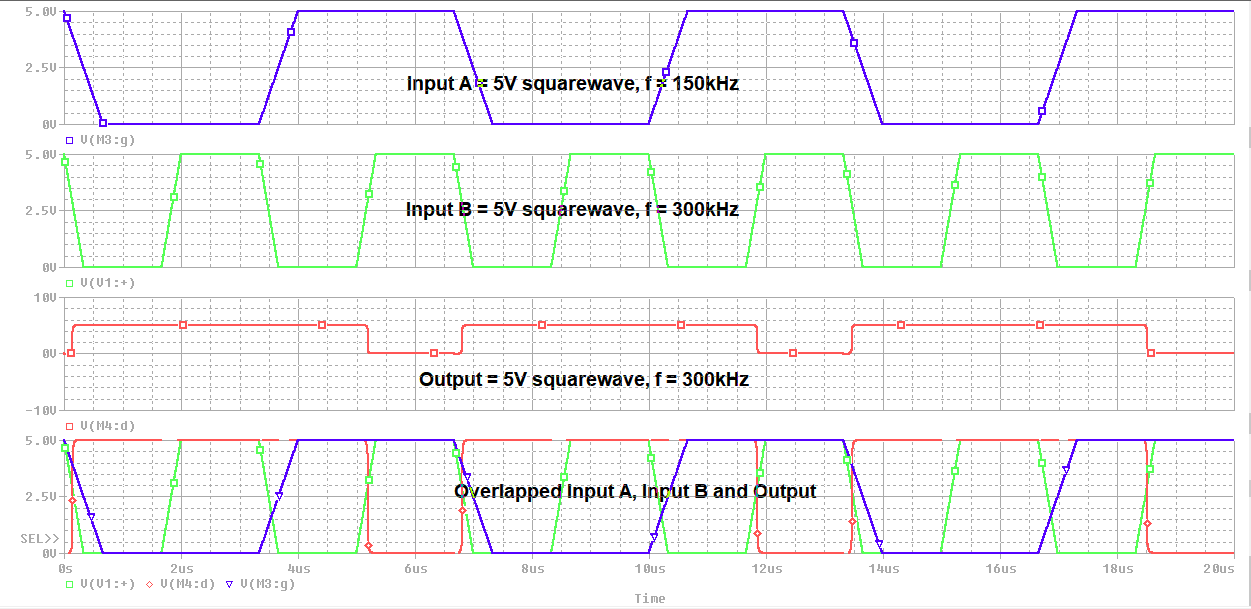 5.0V
Input A = 5V squarewave, f = 150kHz
2.5V
0V
V(M3:g)
5.0V
Input B = 5V squarewave, f = 300kHz
2.5V
0V
V(V1:+)
10V
0V
Output = 5V squarewave, f = 300kHz
-10V
V(M4:d)
5.0V
Overlapped Input A, Input B and Output
2.5V
SEL>>
0V
0s 2us 4us 6us 8us 10us 12us 14us 16us 18us 20us
V(V1:+) V(M4:d) V(M3:g)
Time